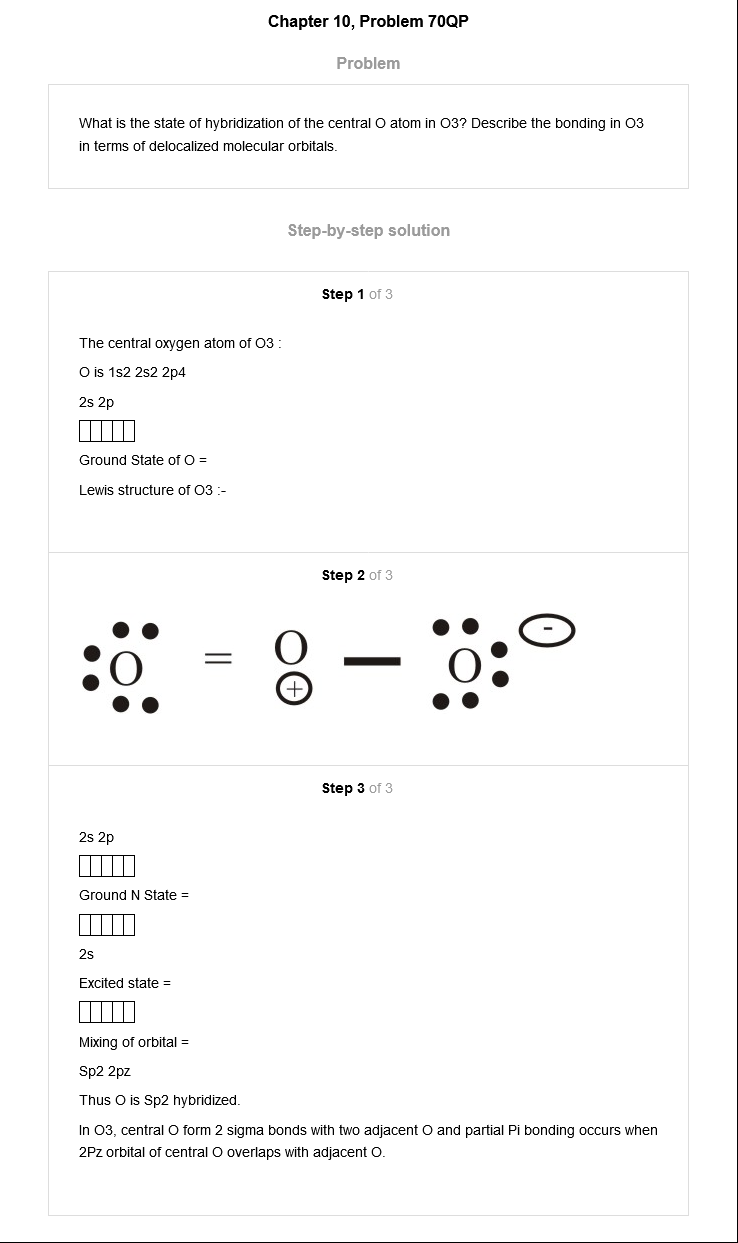 Chapter 10, Problem 70QP
Problem
What is the state of hybridization of the central O atom in O3? Describe the bonding in O3
in terms of delocalized molecular orbitals.
Step-by-step solution
Step 1 of 3
The central oxygen atom of O3 :
O is 1s2 2s2 2p4
2s 2p
Ground State of O =
Lewis structure of O3 :-
Step 2 of 3
O = O — O -
+
Step 3 of 3
2s 2p
Ground N State =
2s
Excited state =
Mixing of orbital =
Sp2 2pz
Thus O is Sp2 hybridized.
In O3, central O form 2 sigma bonds with two adjacent O and partial Pi bonding occurs when
2Pz orbital of central O overlaps with adjacent O.